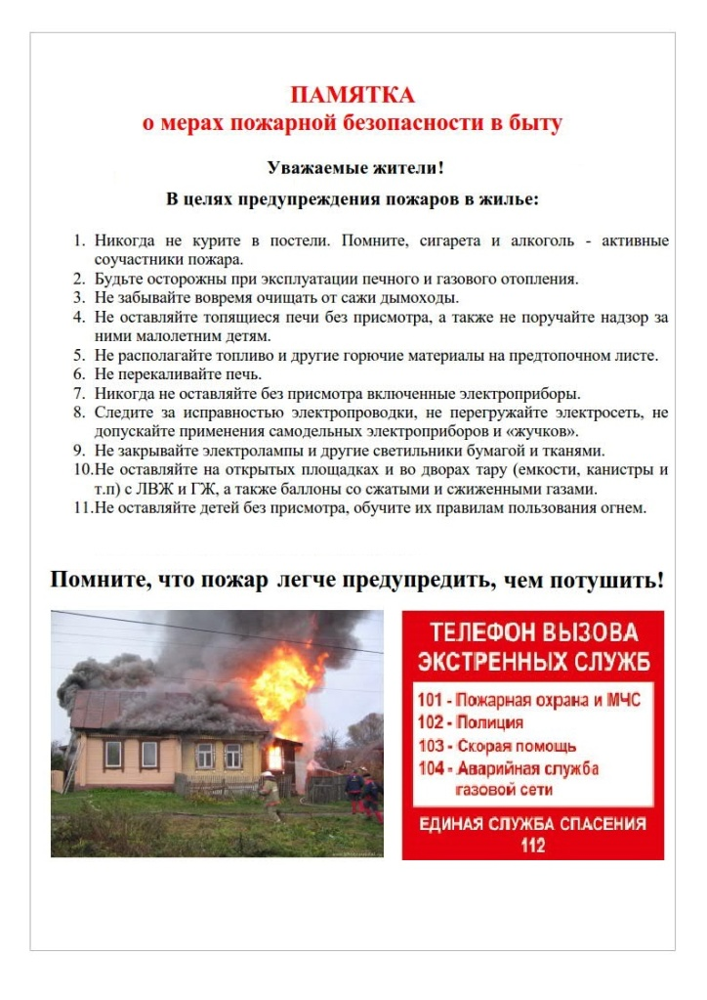 ПАМЯТКА
о мерах пожарной безопасности в быту
Уважаемые жители!
В целях предупреждения пожаров в жилье:
1. Никогда не курите в постели. Помните, сигарета и алкоголь - активные
соучастники пожара.
2. Будьте осторожны при эксплуатации печного и газового отопления.
3. Не забывайте вовремя очищать от сажи дымоходы.
4. Не оставляйте топящиеся печи без присмотра, а также не поручайте надзор за
ними малолетним детям.
5. Не располагайте топливо и другие горючие материалы на предтопочном листе.
6. Не перекаливайте печь.
7. Никогда не оставляйте без присмотра включенные электроприборы.
8. Следите за исправностью электропроводки, не перегружайте электросеть, не
допускайте применения самодельных электроприборов и «жучков».
9. Не закрывайте электролампы и другие светильники бумагой и тканями.
10.Не оставляйте на открытых площадках и во дворах тару (емкости, канистры и
т.п) с ЛВЖ и ГЖ, а также баллоны со сжатыми и сжиженными газами.
11.Не оставляйте детей без присмотра, обучите их правилам пользования огнем.
Помните, что пожар легче предупредить, чем потушить!
ТЕЛЕФОН ВЫЗОВА
ЭКСТРЕННЫХ СЛУЖБ
101 - Пожарная охрана и МЧС
102 - Полиция
103 - Скорая помощь
104 - Аварийная служба
газовой сети
ЕДИНАЯ СЛУЖБА СПАСЕНИЯ
112